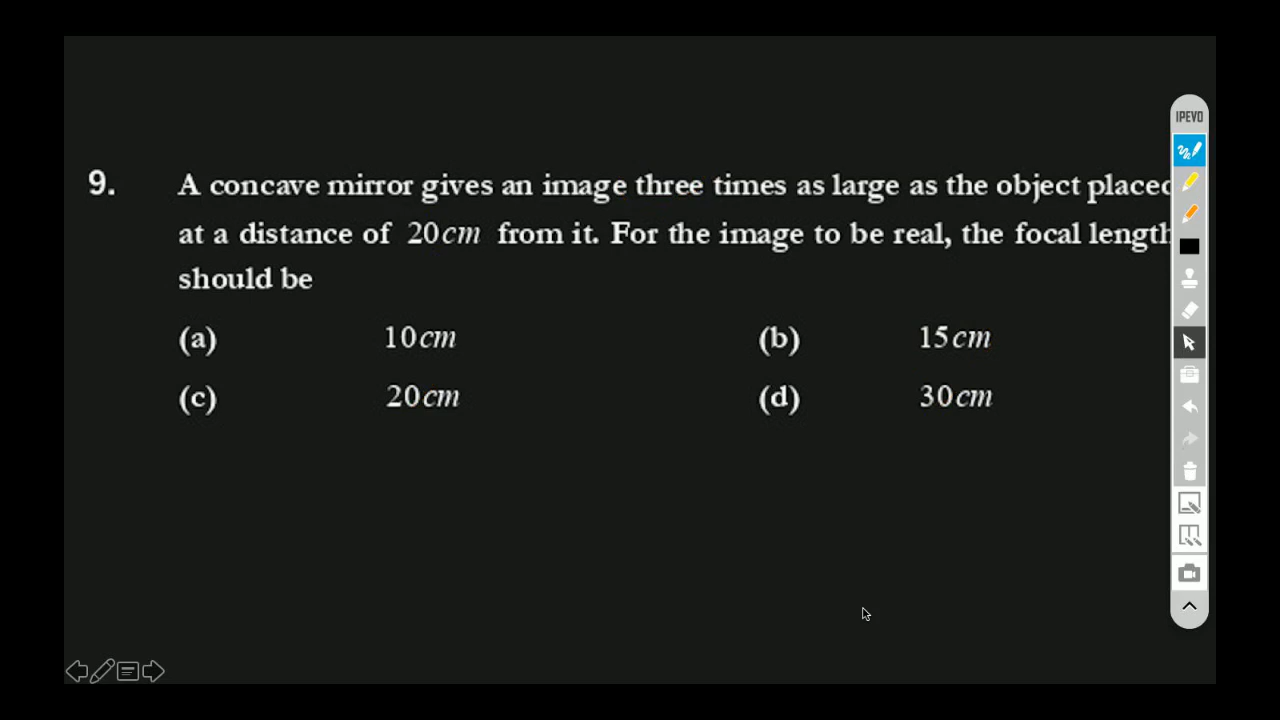 IPEVO
9. A concave mirror gives an image three times as large as the object placed
at a distance of 20cm from it. For the image to be real, the focal length
should be
(a) 10cm (b) 15cm
(c) 20cm (d) 30cm